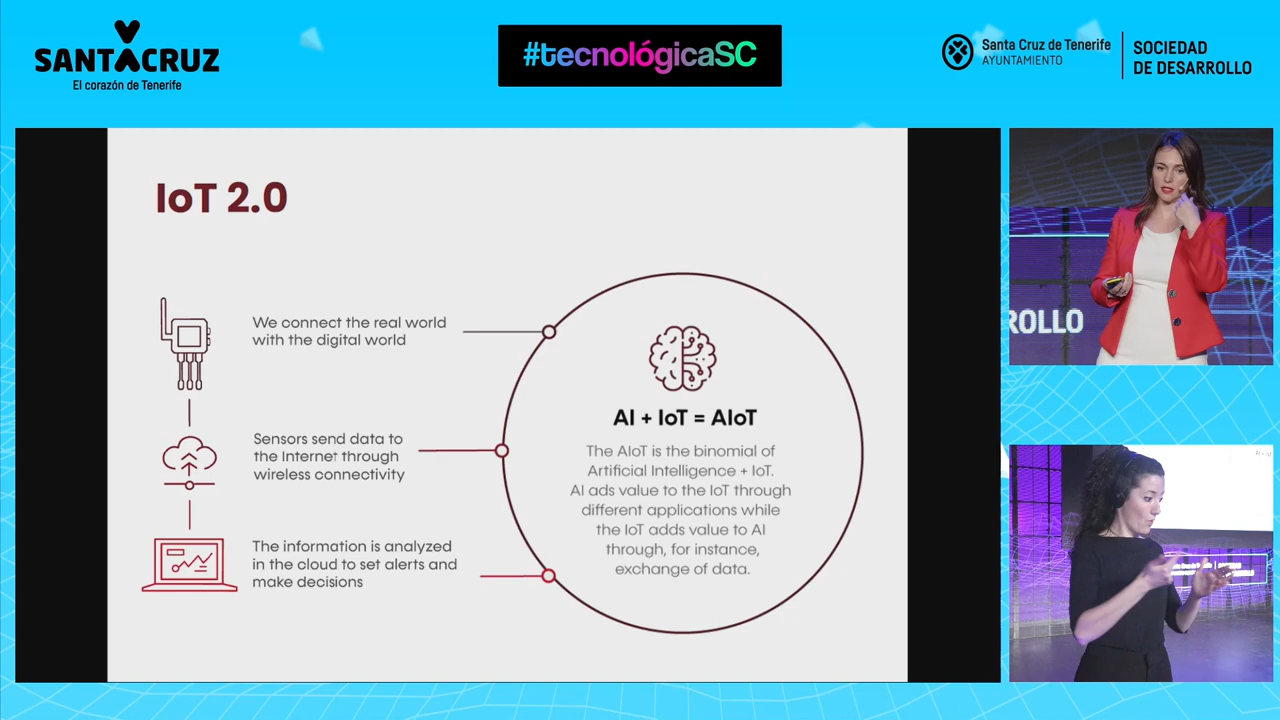 SANTACRUZ
El corazón de Tenerife
#tecnológicaSC
Santa Cruz de Tenerife
AYUNTAMIENTO
SOCIEDAD
DE DESARROLLO
IoT 2.0
We connect the real world
with the digital world
Sensors send data to
the Internet through
wireless connectivity
The information is analyzed
in the cloud to set alerts and
make decisions
AI + IoT = AIoT
The AIoT is the binomial of
Artificial Intelligence + IoT.
AI ads value to the IoT through
different applications while
the IoT adds value to AI
through, for instance,
exchange of data.
ROLLO